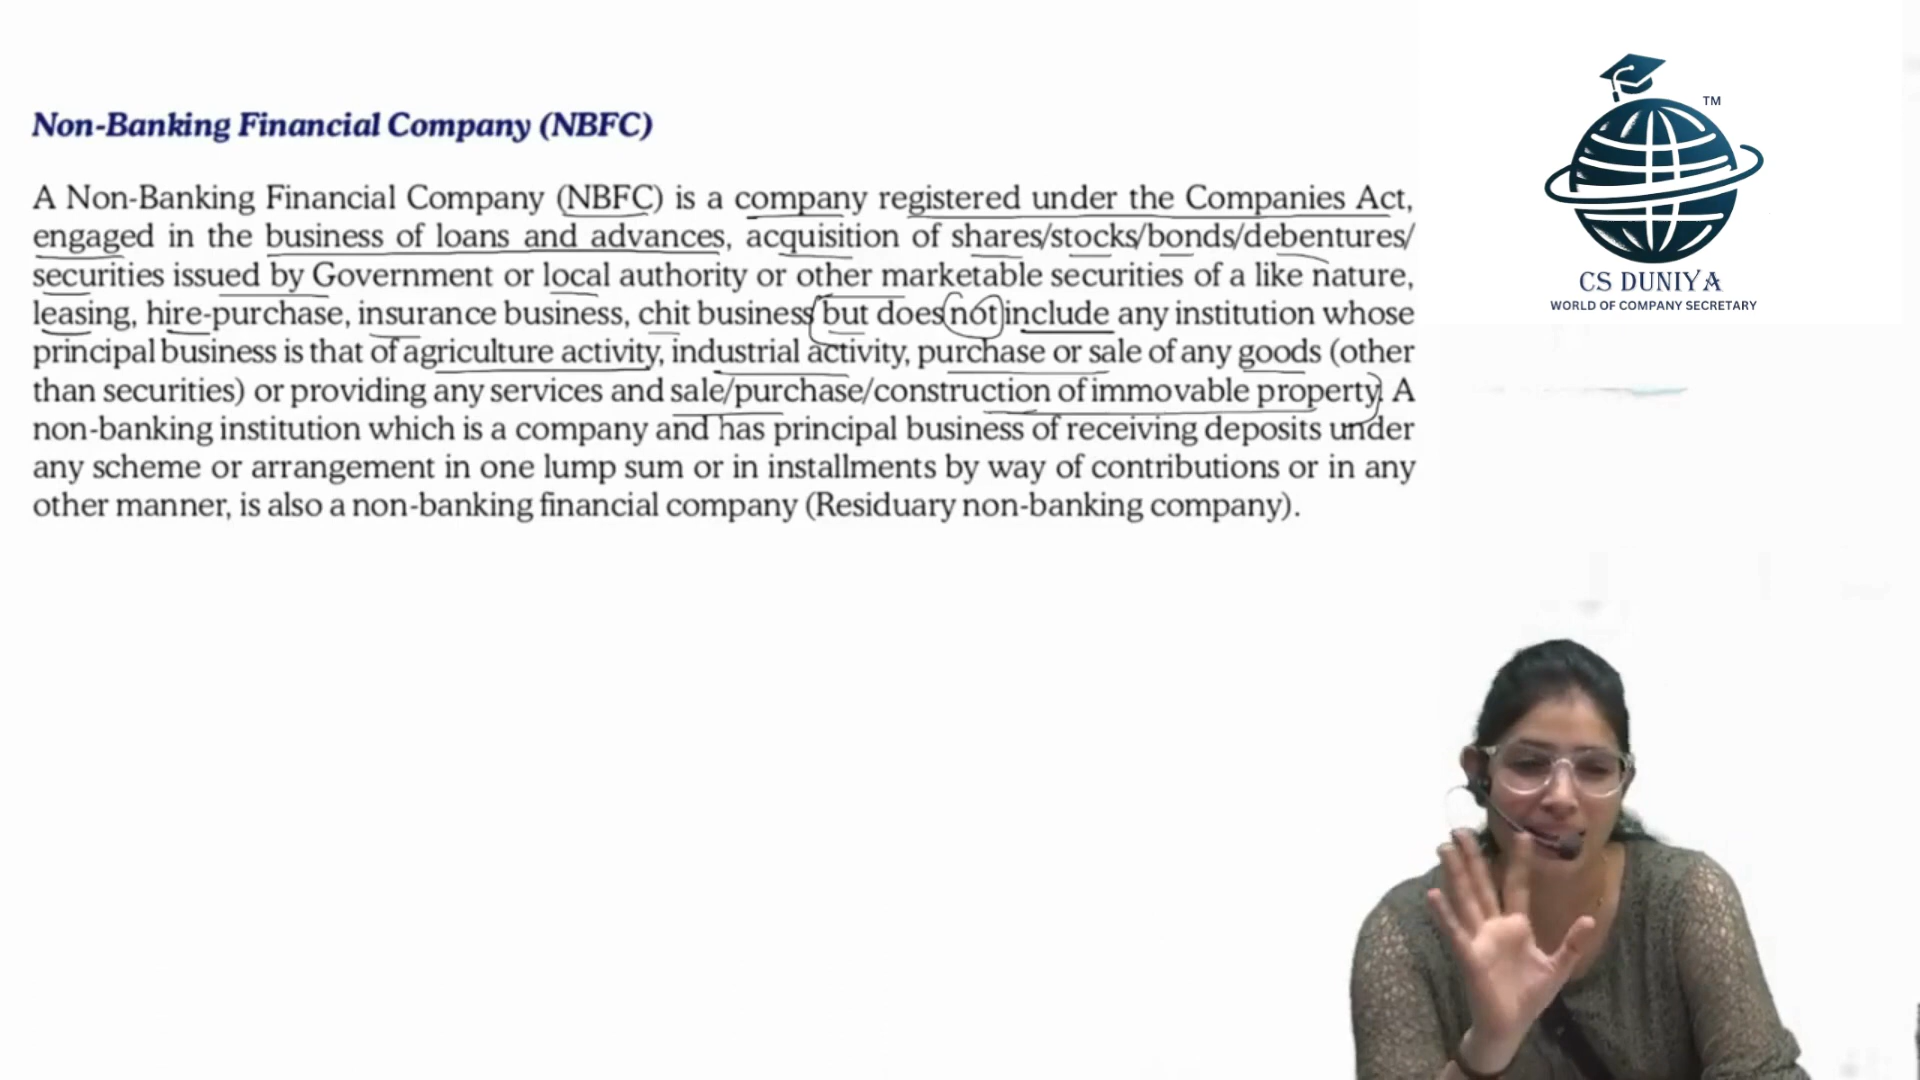 Non-Banking Financial Company (NBFC)
A Non-Banking Financial Company (NBFC) is a company registered under the Companies Act,
engaged in the business of loans and advances, acquisition of shares/stocks/bonds/debentures/
securities issued by Government or local authority or other marketable securities of a like nature,
leasing, hire-purchase, insurance business, chit business but does not include any institution whose
principal business is that of agriculture activity, industrial activity, purchase or sale of any goods (other
than securities) or providing any services and sale/purchase/construction of immovable property. A
non-banking institution which is a company and has principal business of receiving deposits under
any scheme or arrangement in one lump sum or in installments by way of contributions or in any
other manner, is also a non-banking financial company (Residuary non-banking company).
TM
CS DUNIYA
WORLD OF COMPANY SECRETARY